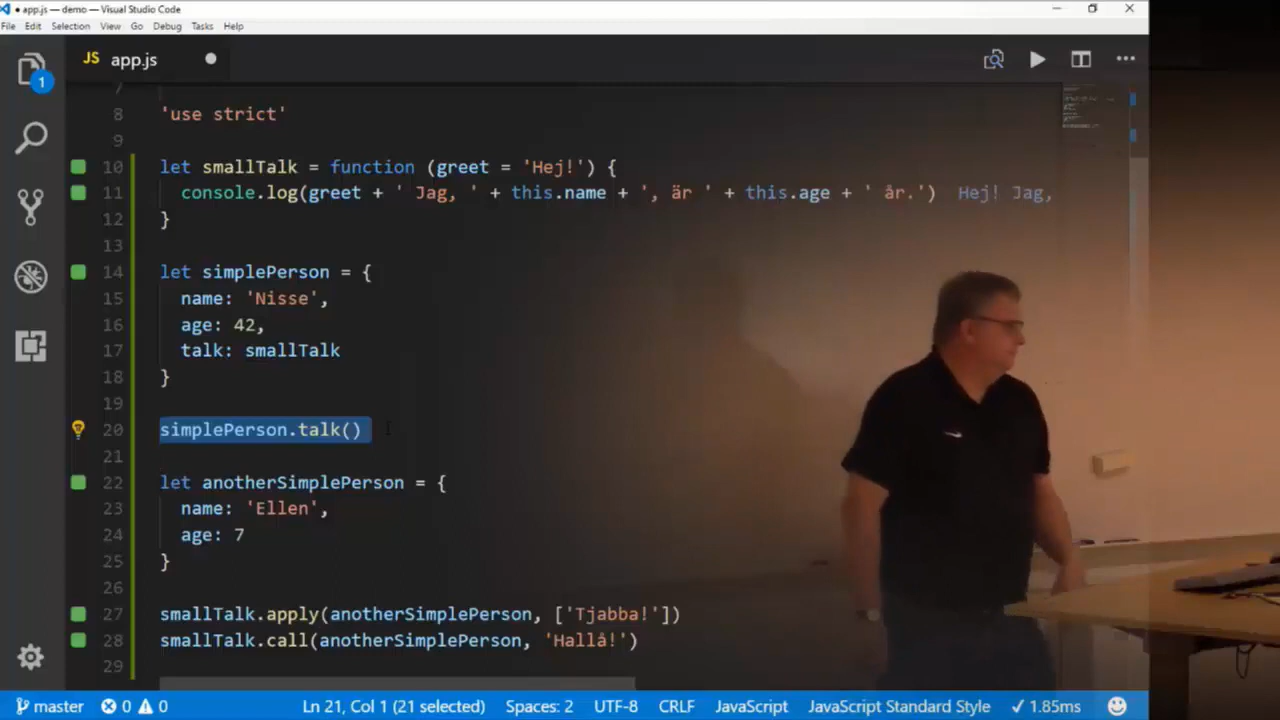 app.js — demo — Visual Studio Code
File Edit Selection View Go Debug Tasks Help
JS app.js
1
7
8 'use strict'
9
10 let smallTalk = function (greet = 'Hej!') {
11 console.log(greet + ' Jag, ' + this.name + ', är ' + this.age + ' år.') Hej! Jag,
12 }
13
14 let simplePerson = {
15 name: 'Nisse',
16 age: 42,
17 talk: smallTalk
18 }
19
20 simplePerson.talk()
21
22 let anotherSimplePerson = {
23 name: 'Ellen',
24 age: 7
25 }
26
27 smallTalk.apply(anotherSimplePerson, ['Tjabba!'])
28 smallTalk.call(anotherSimplePerson, 'Hallå!')
29
master 0 0 Ln 21, Col 1 (21 selected) Spaces: 2 UTF-8 CRLF JavaScript JavaScript Standard Style ✓ 1.85ms